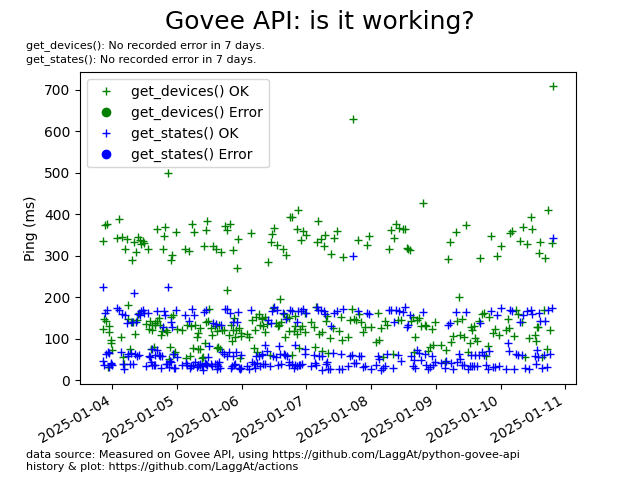 Govee API: is it working?
get_devices(): No recorded error in 7 days.
get_states(): No recorded error in 7 days.
get_devices() OK
get_devices() Error
get_states() OK
get_states() Error
Ping (ms)
700
600
500
400
300
200
100
0
2025-01-04
2025-01-05
2025-01-06
2025-01-07
2025-01-08
2025-01-09
2025-01-10
2025-01-11
data source: Measured on Govee API, using https://github.com/LaggAt/python-govee-api
history & plot: https://github.com/LaggAt/actions